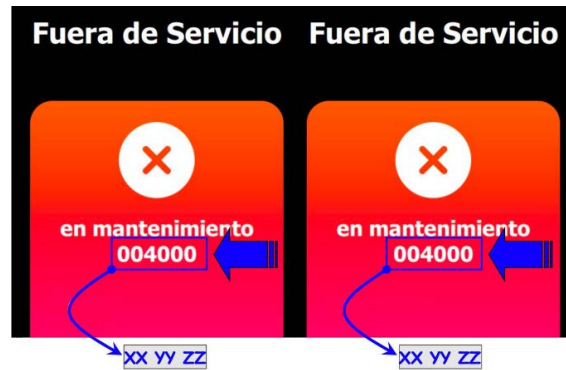 Fuera de Servicio Fuera de Servicio
en mantenimiento en mantenimiento
004000 004000
XX YY ZZ XX YY ZZ